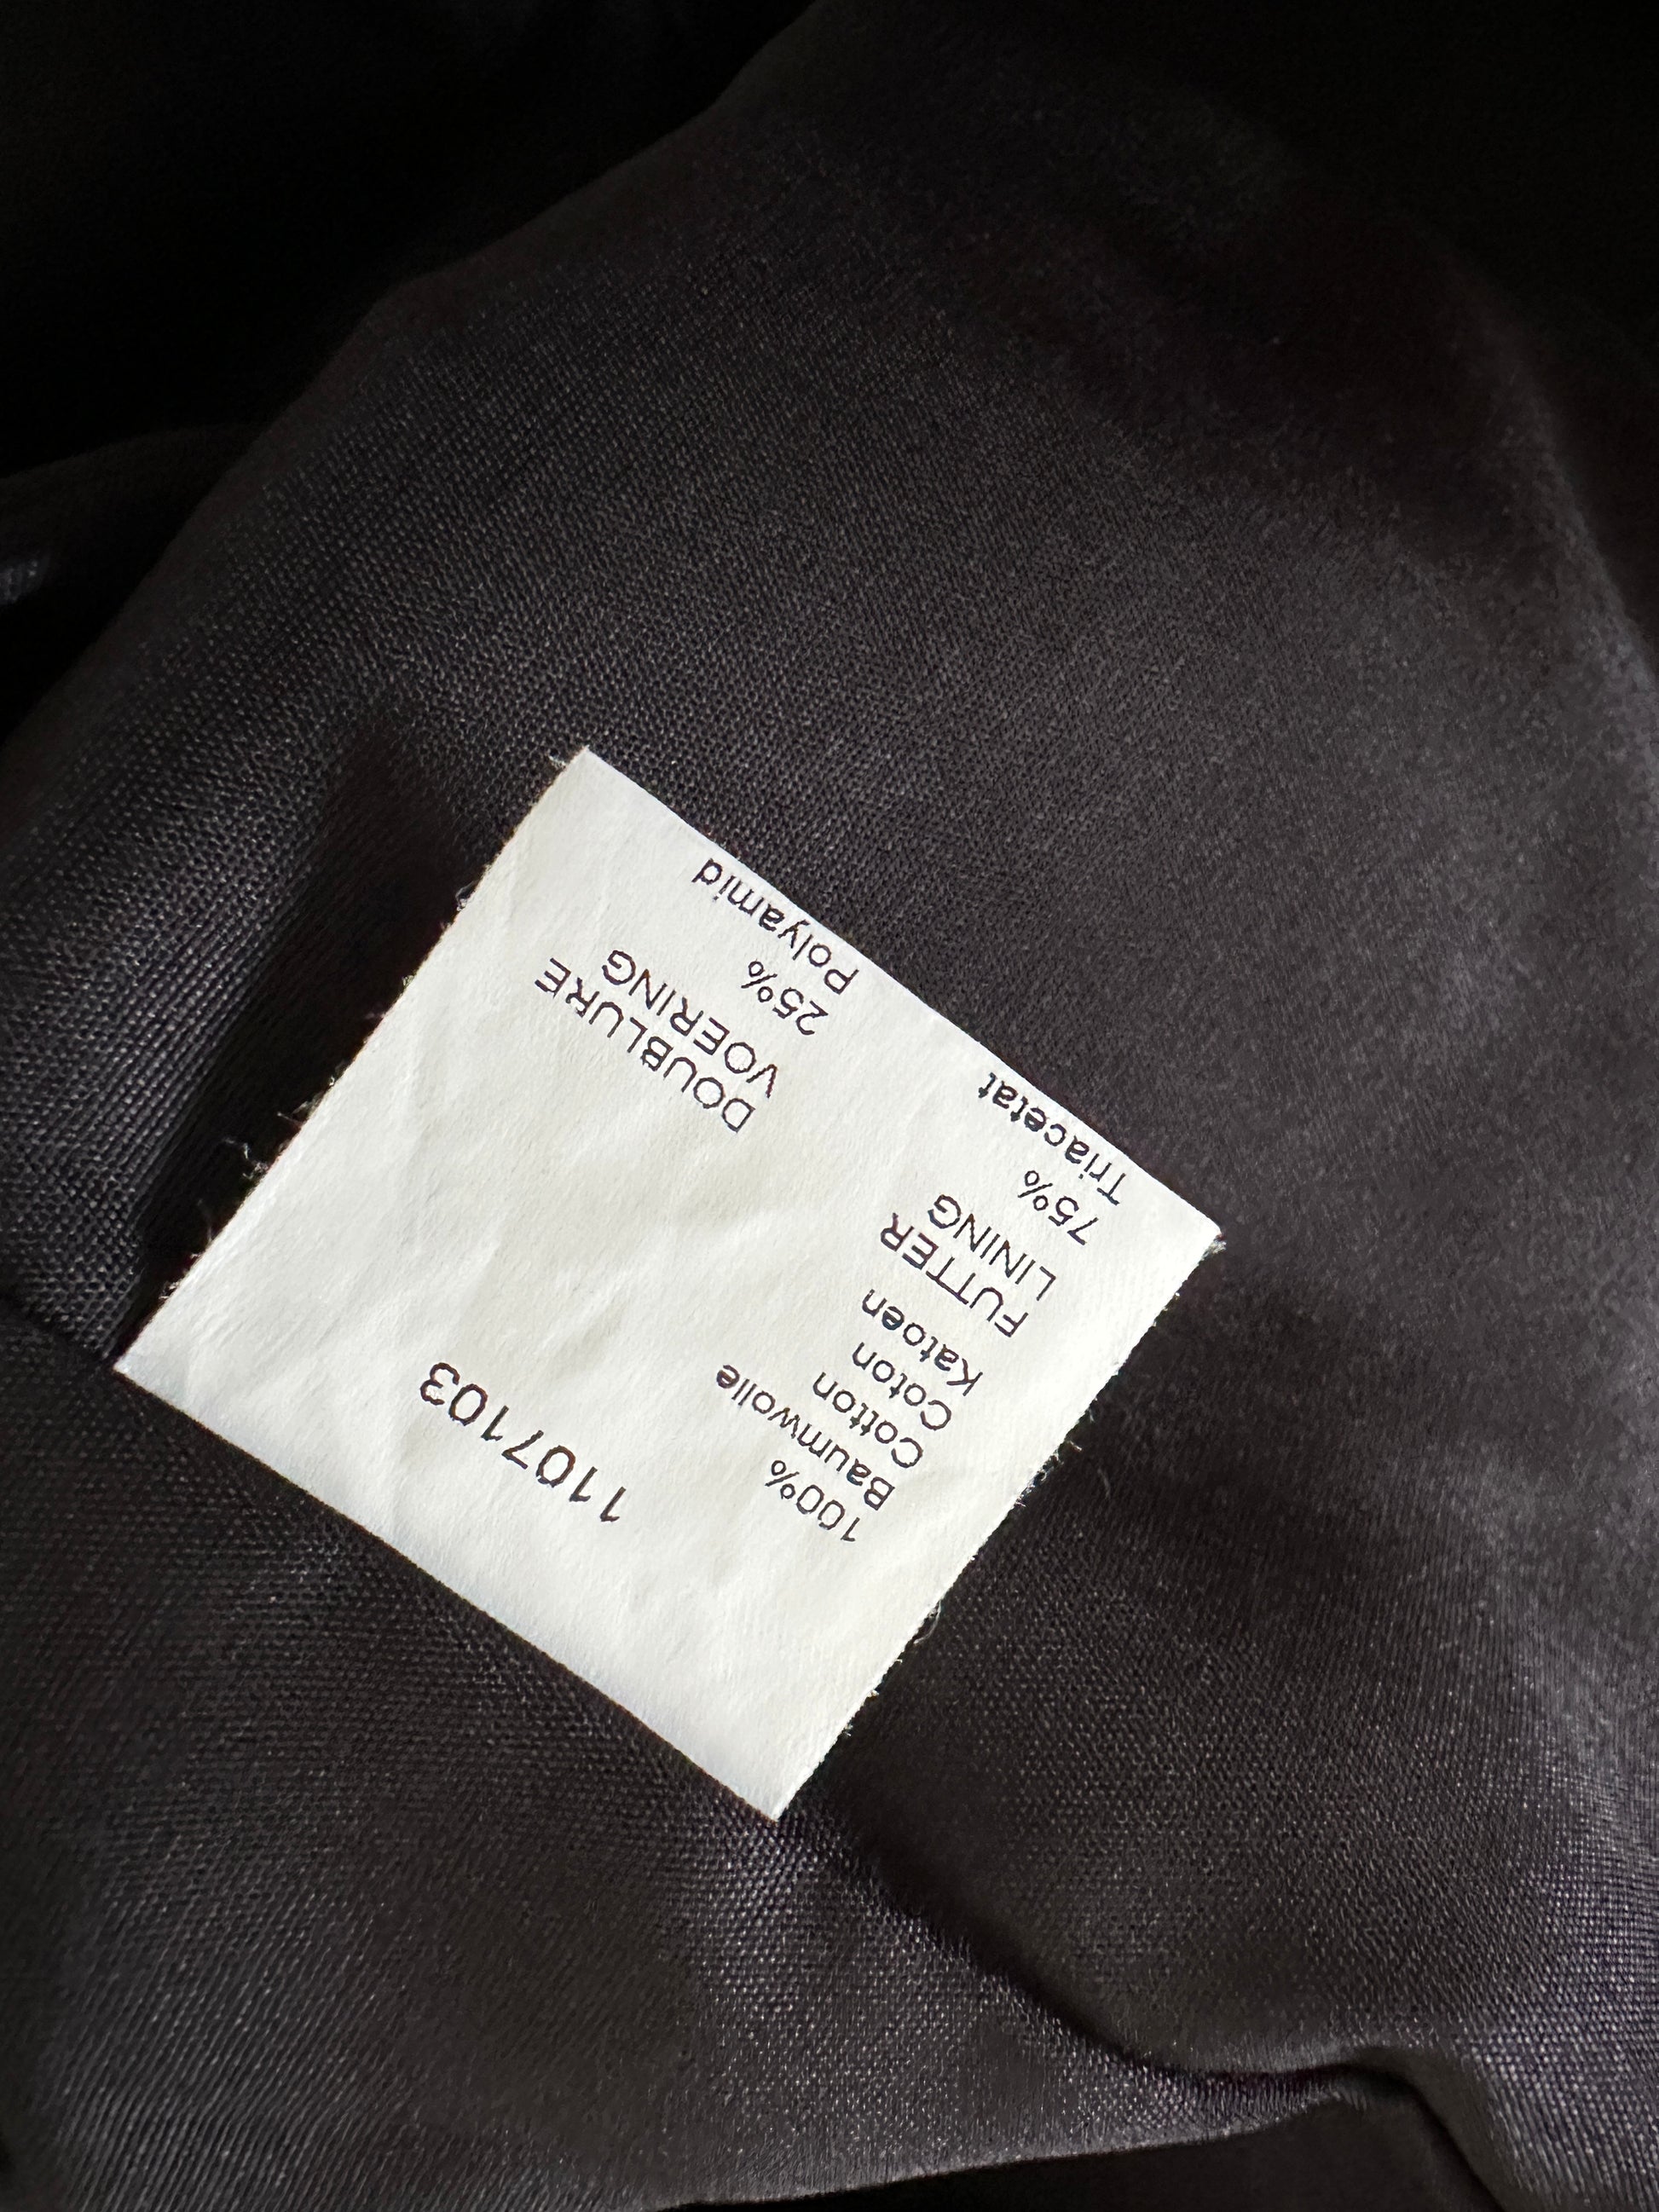 1107103
100%
Baumwolle
Cotton
Coton
Katoen
FUTTER DOUBLURE
LINING VOERING
75% 25%
Triacetat Polyamid